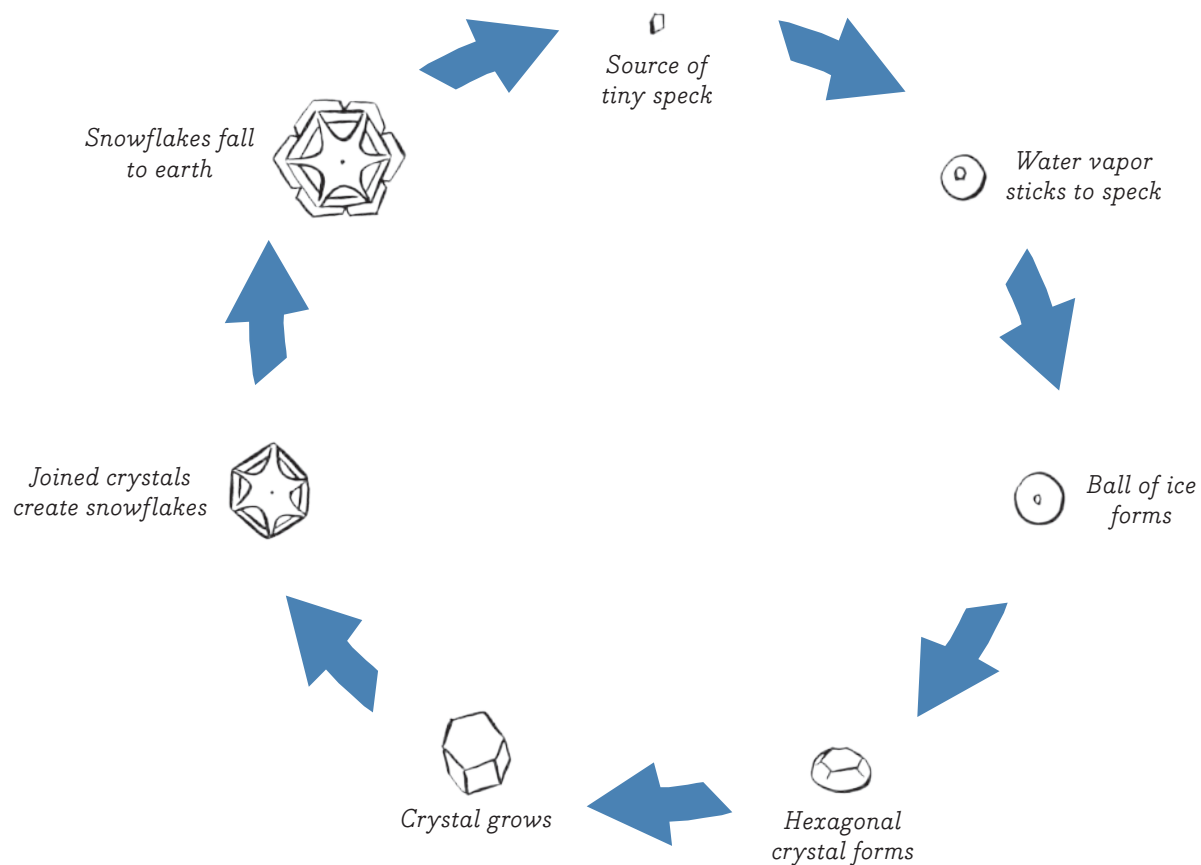 Source of
tiny speck
Water vapor
sticks to speck
Ball of ice
forms
Hexagonal
crystal forms
Crystal grows
Joined crystals
create snowflakes
Snowflakes fall
to earth